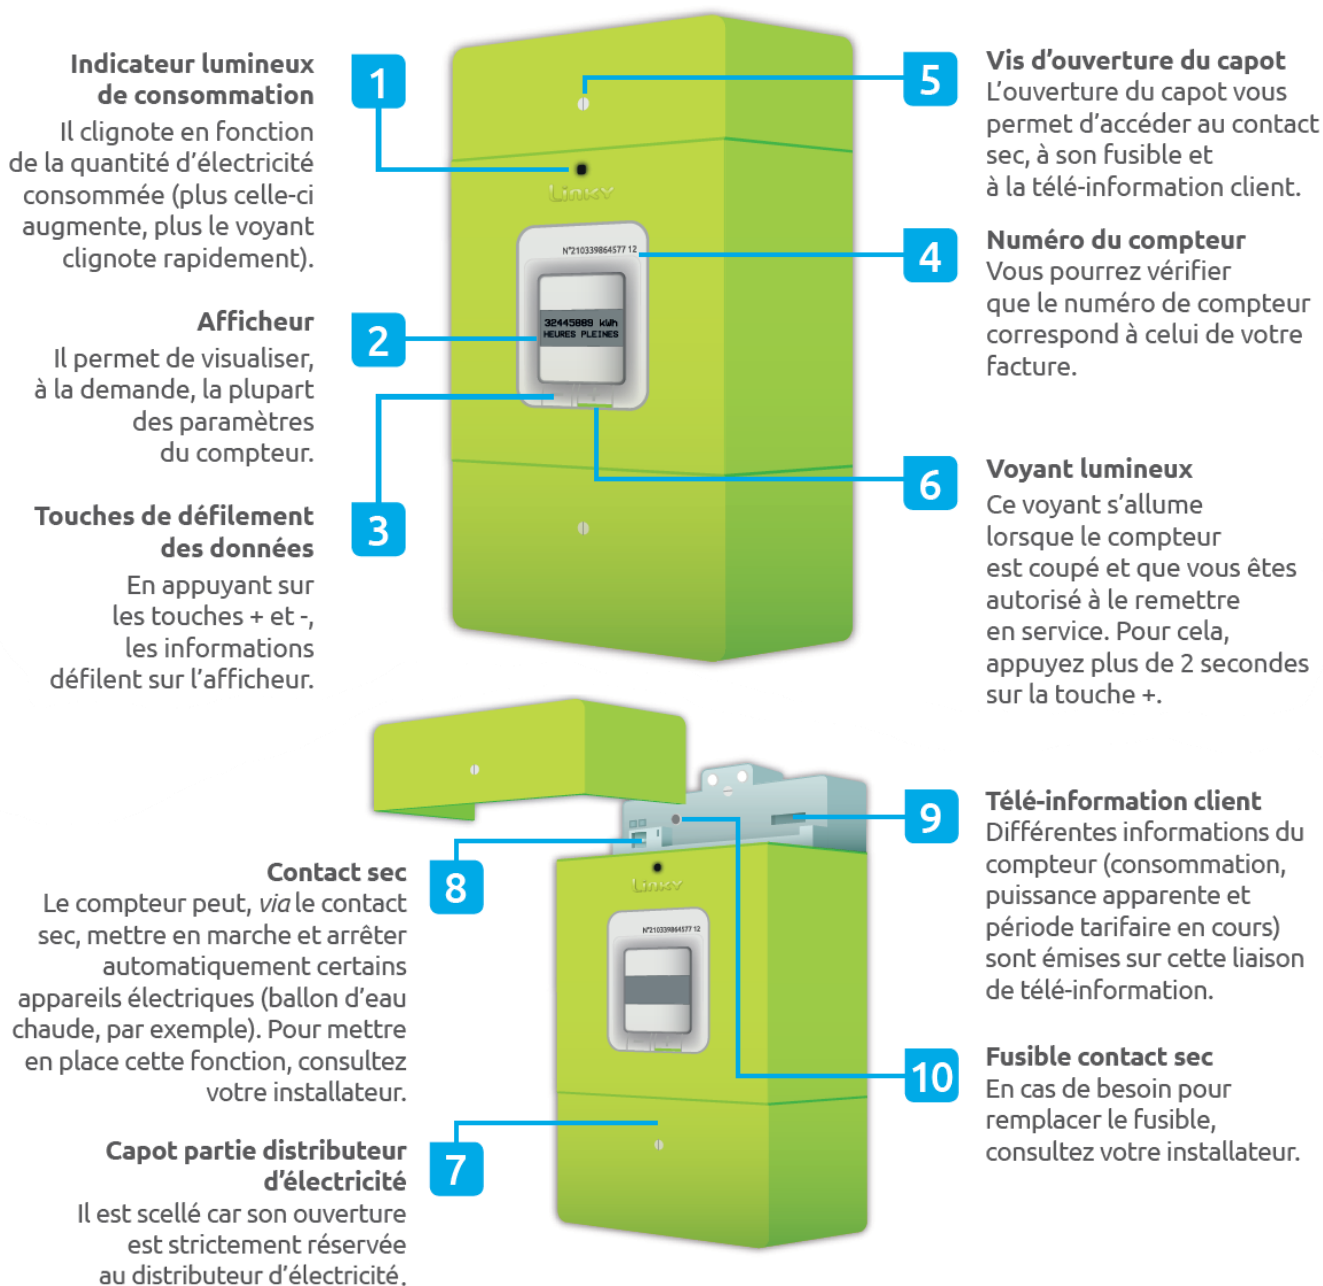 Indicateur lumineux
de consommation
Il clignote en fonction
de la quantité d'électricité
consommée (plus celle-ci
augmente, plus le voyant
clignote rapidement).
1
Afficheur
Il permet de visualiser,
à la demande, la plupart
des paramètres
du compteur.
2
Touches de défilement
des données
En appuyant sur
les touches + et -,
les informations
défilent sur l'afficheur.
3
Linky
N°210339864577 12
32445889 kWh
HEURES PLEINES
5
Vis d'ouverture du capot
L'ouverture du capot vous
permet d'accéder au contact
sec, à son fusible et
à la télé-information client.
4
Numéro du compteur
Vous pourrez vérifier
que le numéro de compteur
correspond à celui de votre
facture.
6
Voyant lumineux
Ce voyant s'allume
lorsque le compteur
est coupé et que vous êtes
autorisé à le remettre
en service. Pour cela,
appuyez plus de 2 secondes
sur la touche +.
Contact sec
Le compteur peut, via le contact
sec, mettre en marche et arrêter
automatiquement certains
appareils électriques (ballon d'eau
chaude, par exemple). Pour mettre
en place cette fonction, consultez
votre installateur.
8
Capot partie distributeur
d'électricité
Il est scellé car son ouverture
est strictement réservée
au distributeur d'électricité.
7
Linky
N°210339864577 12
9
Télé-information client
Différentes informations du
compteur (consommation,
puissance apparente et
période tarifaire en cours)
sont émises sur cette liaison
de télé-information.
10
Fusible contact sec
En cas de besoin pour
remplacer le fusible,
consultez votre installateur.